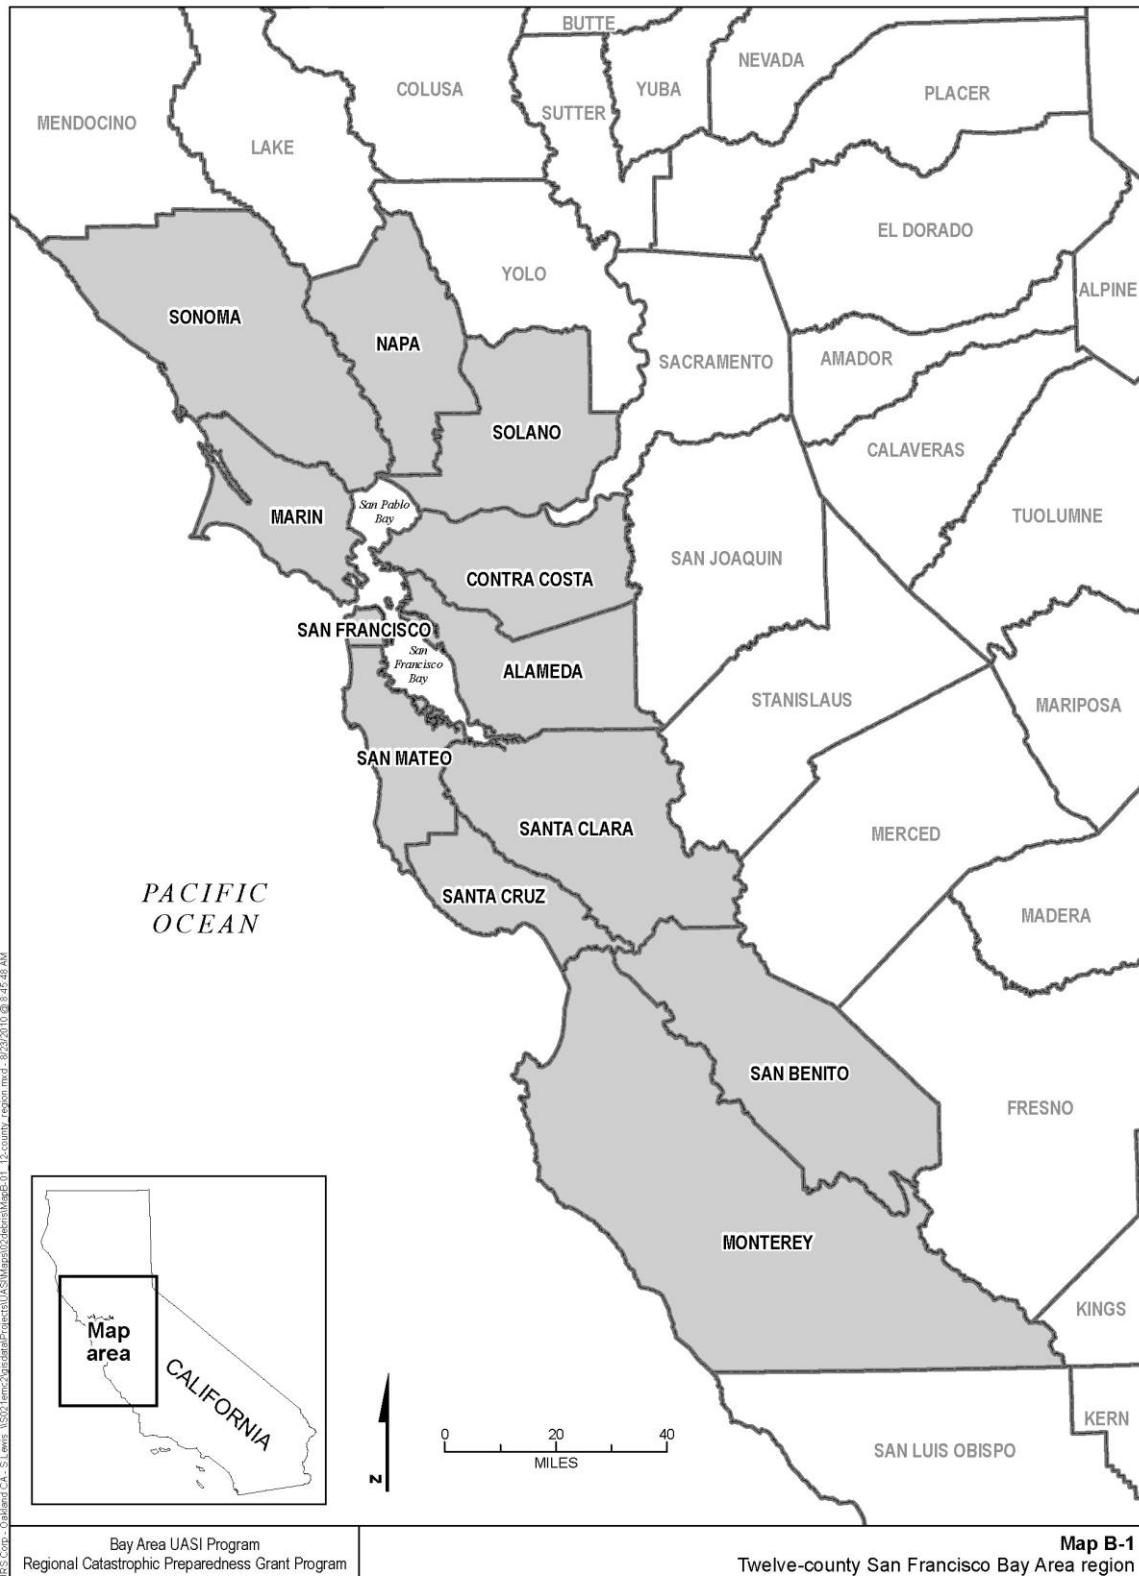 BUTTE
NEVADA
COLUSA
YUBA
PLACER
SUTTER
MENDOCINO
LAKE
EL DORADO
YOLO
ALPINE
SONOMA
NAPA
SACRAMENTO
AMADOR
SOLANO
CALAVERAS
San Pablo
Bay
MARIN
TUOLUMNE
SAN JOAQUIN
CONTRA COSTA
SAN FRANCISCO
San
Francisco
Bay
ALAMEDA
STANISLAUS
MARIPOSA
SAN MATEO
SANTA CLARA
MERCED
SANTA CRUZ
PACIFIC
OCEAN
MADERA
SAN BENITO
FRESNO
MONTEREY
KINGS
Map
area
CALIFORNIA
KERN
SAN LUIS OBISPO
0 20 40
MILES
N
Bay Area UASI Program
Regional Catastrophic Preparedness Grant Program
Map B-1
Twelve-county San Francisco Bay Area region